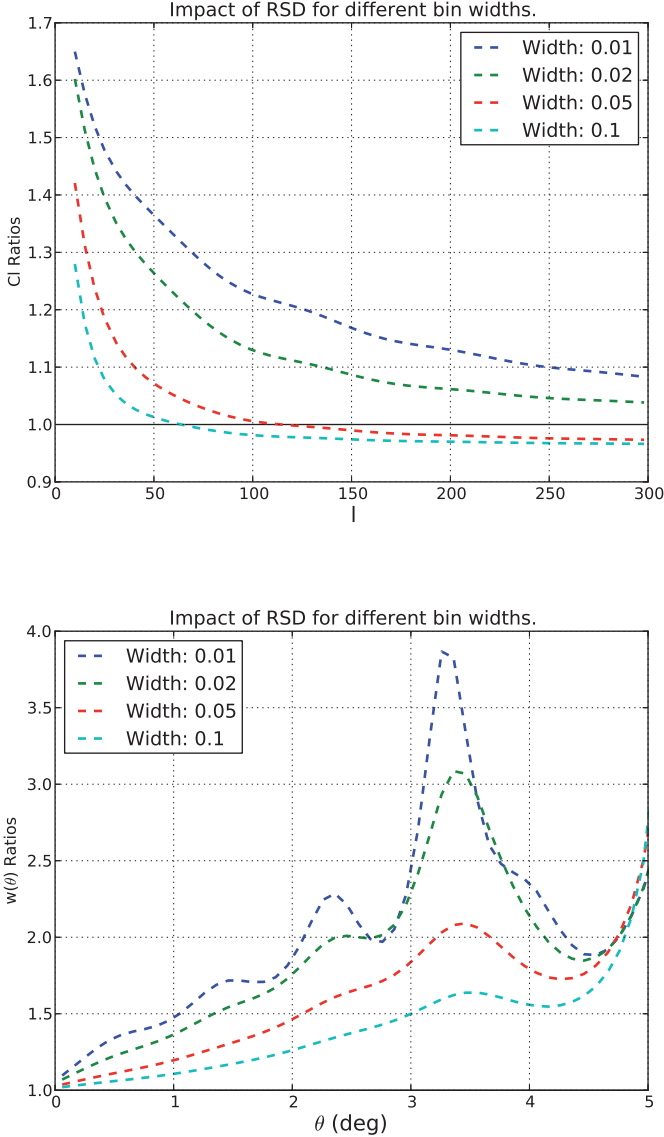 Impact of RSD for different bin widths.
1.7
1.6
1.5
1.4
1.3
1.2
1.1
1.0
0.9
Cl Ratios
Width: 0.01
Width: 0.02
Width: 0.05
Width: 0.1
0 50 100 150 200 250 300
l
Impact of RSD for different bin widths.
4.0
3.5
3.0
2.5
2.0
1.5
1.0
w(θ) Ratios
Width: 0.01
Width: 0.02
Width: 0.05
Width: 0.1
0 1 2 3 4 5
θ (deg)